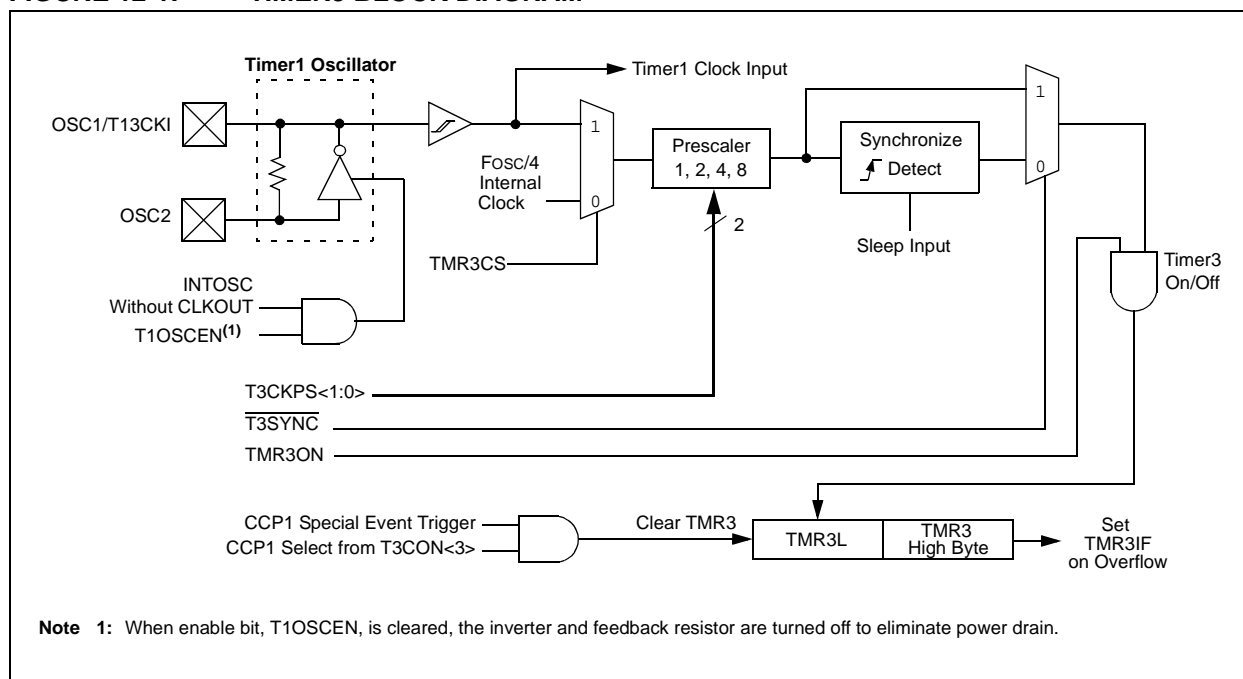 FIGURE 12-1: TIMER3 BLOCK DIAGRAM
Timer1 Oscillator
Timer1 Clock Input
OSC1/T13CKI
1
1
FOSC/4
Internal
Clock
Prescaler
1, 2, 4, 8
Synchronize
Detect
0
OSC2
0
2
Sleep Input
TMR3CS
Timer3
On/Off
INTOSC
Without CLKOUT
T1OSCEN(1)
T3CKPS<1:0>
T3SYNC
TMR3ON
CCP1 Special Event Trigger
CCP1 Select from T3CON<3>
Clear TMR3
TMR3L
TMR3
High Byte
Set
TMR3IF
on Overflow
Note 1: When enable bit, T1OSCEN, is cleared, the inverter and feedback resistor are turned off to eliminate power drain.